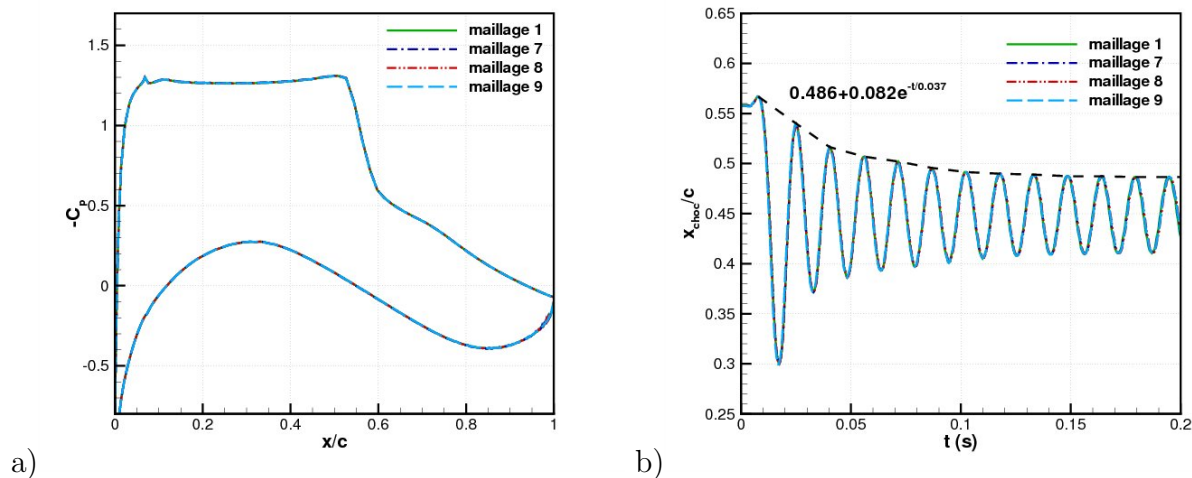 maillage 1
maillage 7
maillage 8
maillage 9
1.5
1
0.5
0
-0.5
-Cp
0
0.2
0.4
0.6
0.8
1
x/c
a)
maillage 1
maillage 7
maillage 8
maillage 9
0.486+0.082e^-t/0.037
0.65
0.6
0.55
0.5
0.45
0.4
0.35
0.3
0.25
x_choc/c
0
0.05
0.1
0.15
0.2
t (s)
b)